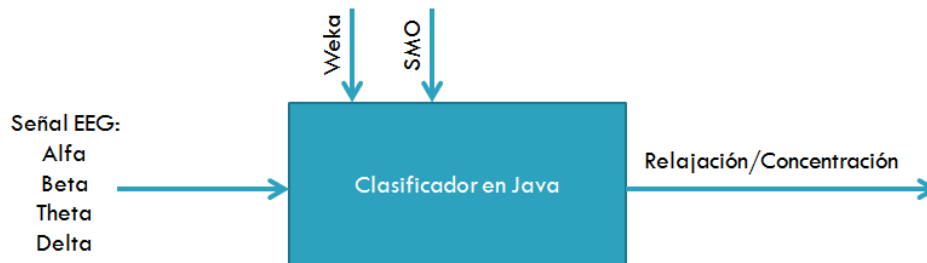 Weka
SMO
Señal EEG:
Alfa
Beta
Theta
Delta
Clasificador en Java
Relajación/Concentración